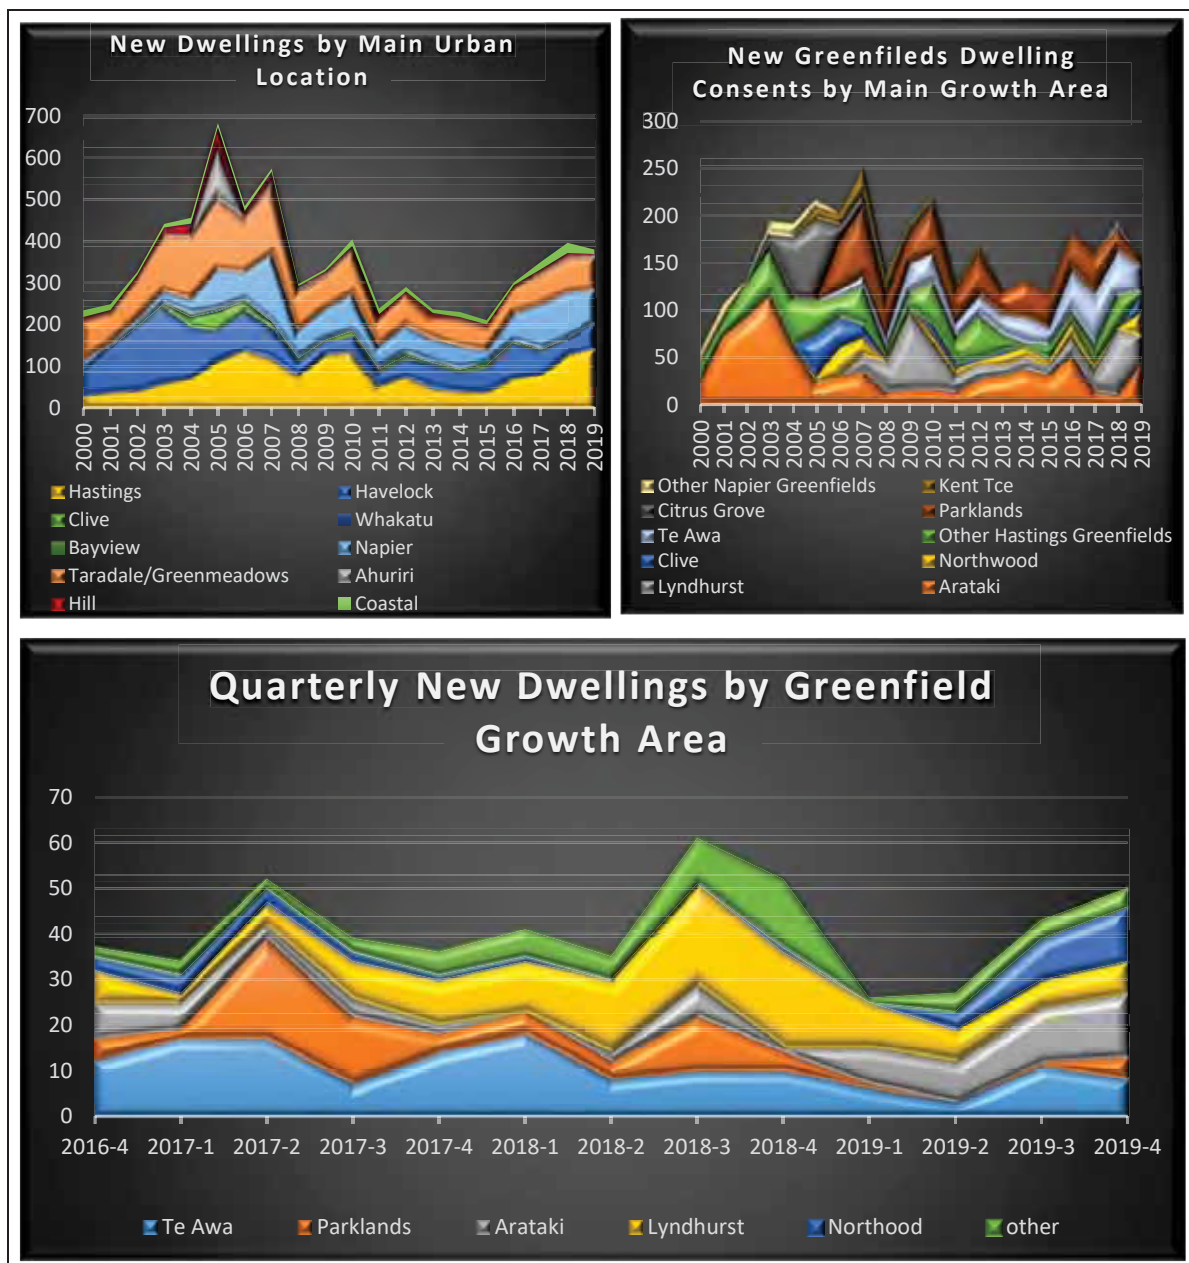 New Dwellings by Main Urban
Location
700
600
500
400
300
200
100
0
2000 2001 2002 2003 2004 2005 2006 2007 2008 2009 2010 2011 2012 2013 2014 2015 2016 2017 2018 2019
Hastings Havelock
Clive Whakatu
Bayview Napier
Taradale/Greenmeadows Ahuriri
Hill Coastal
New Greenfileds Dwelling
Consents by Main Growth Area
300
250
200
150
100
50
0
2000 2001 2002 2003 2004 2005 2006 2007 2008 2009 2010 2011 2012 2013 2014 2015 2016 2017 2018 2019
Other Napier Greenfields Kent Tce
Citrus Grove Parklands
Te Awa Other Hastings Greenfields
Clive Northwood
Lyndhurst Arataki
Quarterly New Dwellings by Greenfield
Growth Area
70
60
50
40
30
20
10
0
2016-4 2017-1 2017-2 2017-3 2017-4 2018-1 2018-2 2018-3 2018-4 2019-1 2019-2 2019-3 2019-4
Te Awa Parklands Arataki Lyndhurst Northood other